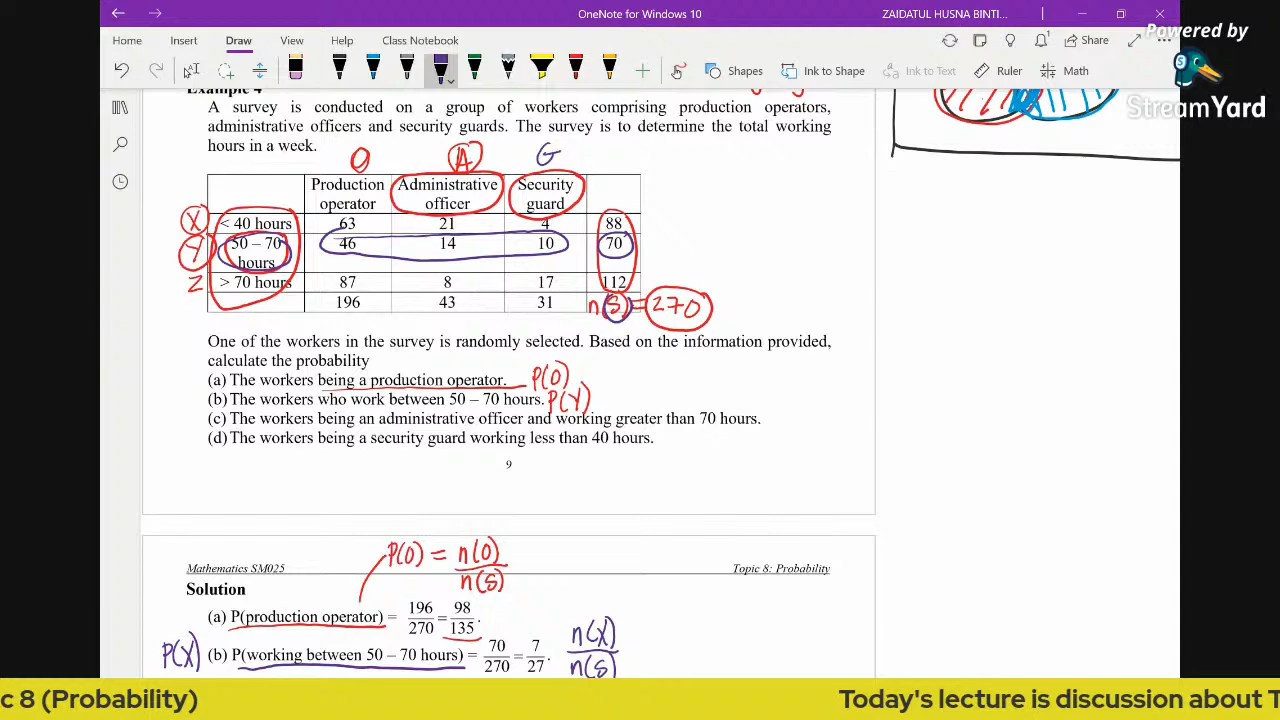 OneNote for Windows 10
ZAIDATUL HUSNA BINTI...
Powered by
StreamYard
Home Insert Draw View Help Class Notebook
Share
Shapes Ink to Shape Ink to Text Ruler Math
Example 4
A survey is conducted on a group of workers comprising production operators,
administrative officers and security guards. The survey is to determine the total working
hours in a week.
O A G
Production operator Administrative officer Security guard
X < 40 hours 63 21 4 88
Y 50 – 70 hours 46 14 10 70
Z > 70 hours 87 8 17 112
196 43 31 n(S) = 270
One of the workers in the survey is randomly selected. Based on the information provided,
calculate the probability
(a) The workers being a production operator. P(O)
(b) The workers who work between 50 – 70 hours. P(Y)
(c) The workers being an administrative officer and working greater than 70 hours.
(d) The workers being a security guard working less than 40 hours.
9
P(O) = n(O)/n(S)
Mathematics SM025 Topic 8: Probability
Solution
(a) P(production operator) = 196/270 = 98/135.
P(X) (b) P(working between 50 – 70 hours) = 70/270 = 7/27. n(X)/n(S)
c 8 (Probability) Today's lecture is discussion about T